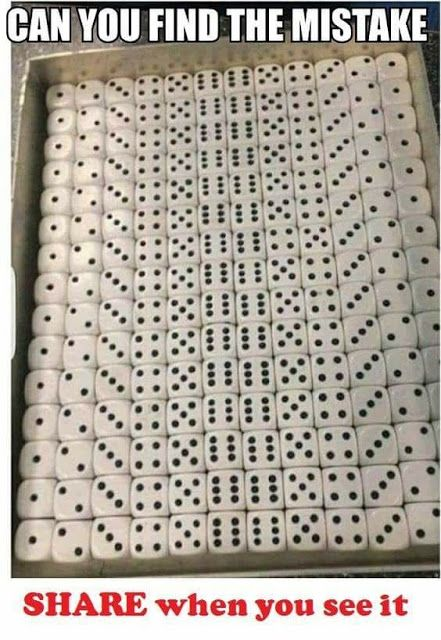 CAN YOU FIND THE MISTAKE
SHARE when you see it